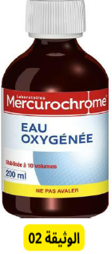 Laboratoires
Mercurochrome
EAU
OXYGÉNÉE
Stabilisée à 10 volumes
200 ml
NE PAS AVALER
الوثيقة 02